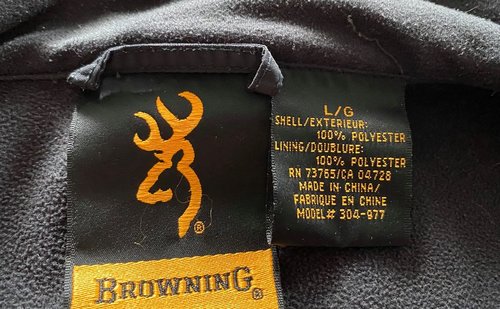 ®
BROWNING®
L/G
SHELL/EXTERIEUR:
100% POLYESTER
LINING/DOUBLURE:
100% POLYESTER
RN 73765/CA 04728
MADE IN CHINA/
FABRIQUE EN CHINE
MODEL# 304-977